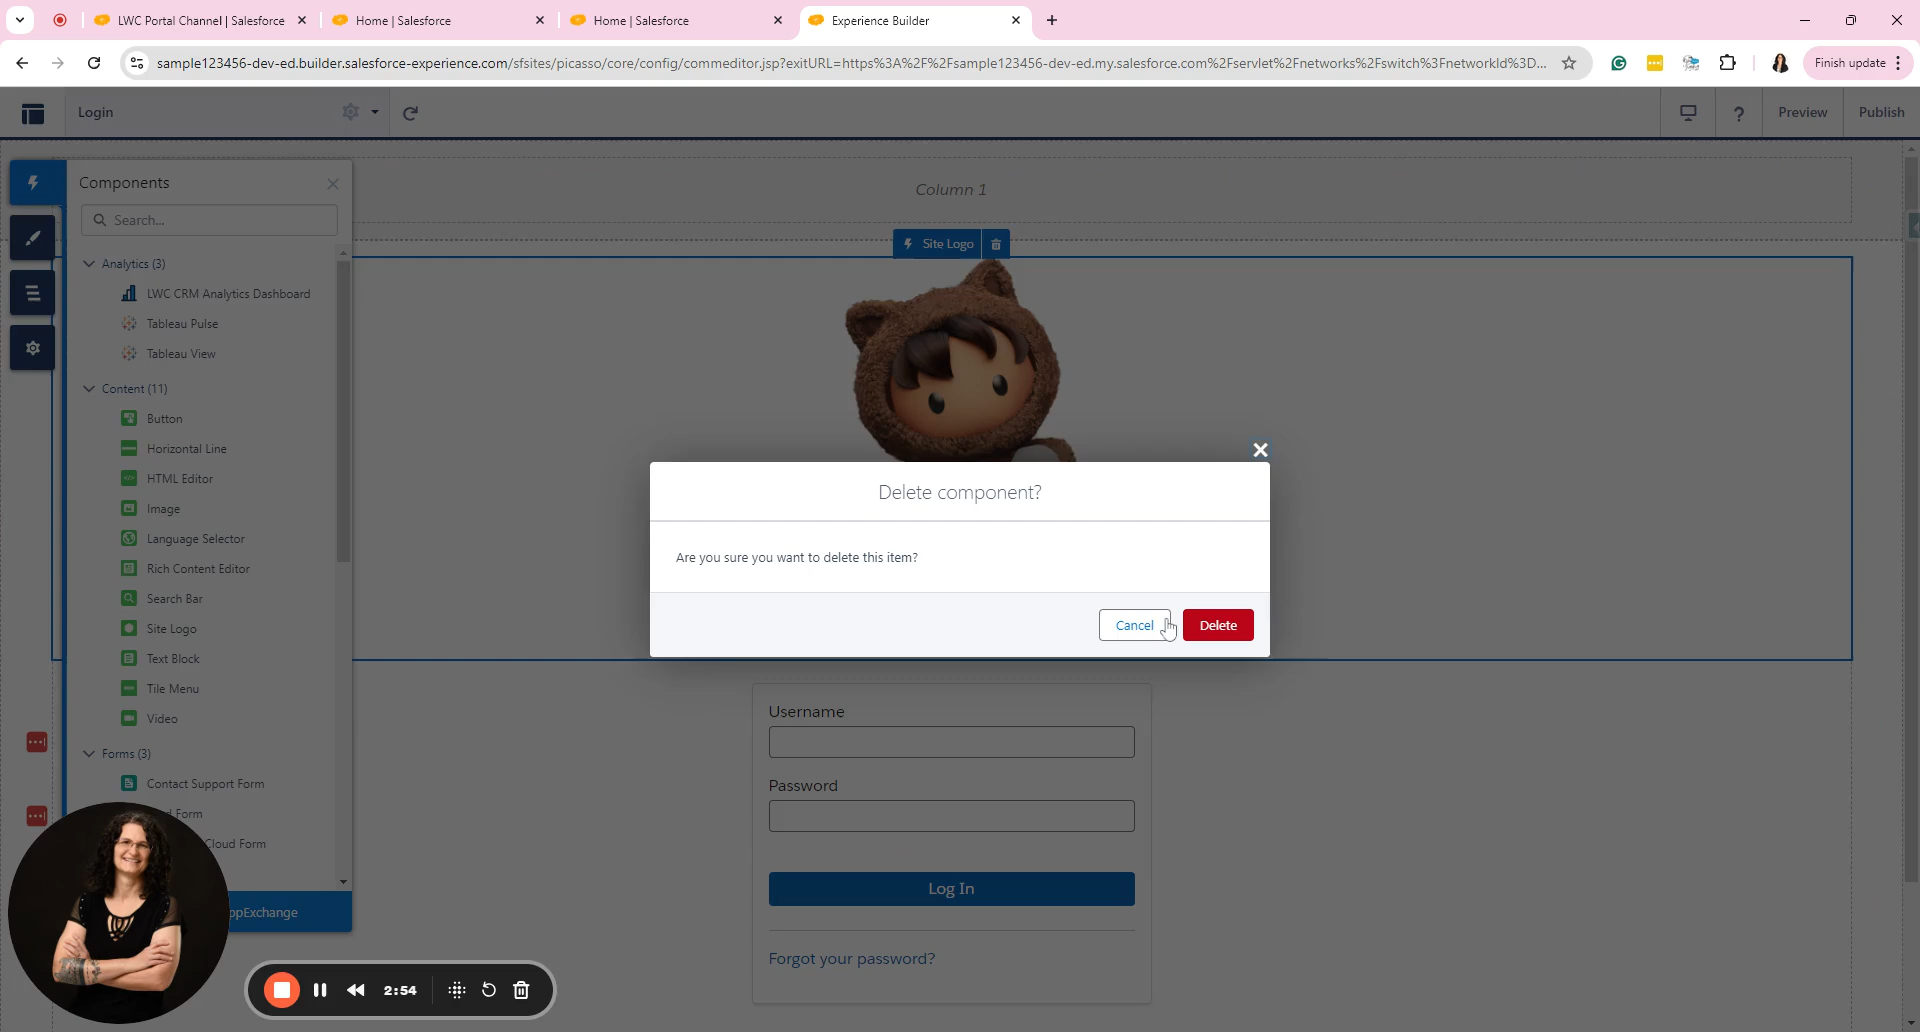 LWC Portal Channel | Salesforce
Home | Salesforce
Home | Salesforce
Experience Builder
sample123456-dev-ed.builder.salesforce-experience.com/sfsites/picasso/core/config/commeditor.jsp?exitURL=https%3A%2F%2Fsample123456-dev-ed.my.salesforce.com%2Fservlet%2Fnetworks%2Fswitch%3FnetworkId%3D...
Finish update
Login
?
Preview
Publish
Components
Search...
Analytics (3)
LWC CRM Analytics Dashboard
Tableau Pulse
Tableau View
Content (11)
Button
Horizontal Line
HTML Editor
Image
Language Selector
Rich Content Editor
Search Bar
Site Logo
Text Block
Tile Menu
Video
Forms (3)
Contact Support Form
Form
Cloud Form
ppExchange
Column 1
Site Logo
Delete component?
Are you sure you want to delete this item?
Cancel
Delete
Username
Password
Log In
Forgot your password?
2:54